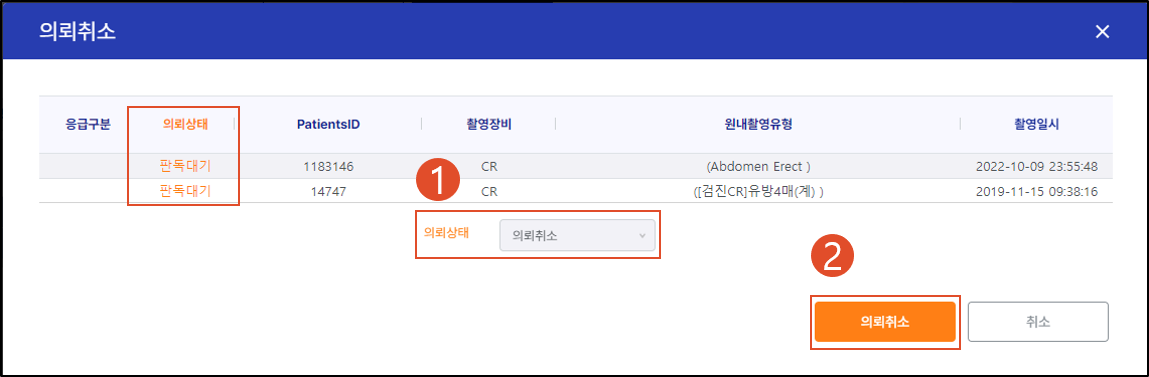 의뢰취소
응급구분 의뢰상태 PatientsID 촬영장비 원내촬영유형 촬영일시
판독대기 1183146 CR (Abdomen Erect ) 2022-10-09 23:55:48
판독대기 14747 CR ([검진CR]유방4매(계) ) 2019-11-15 09:38:16
1
의뢰상태 의뢰취소
2
의뢰취소 취소